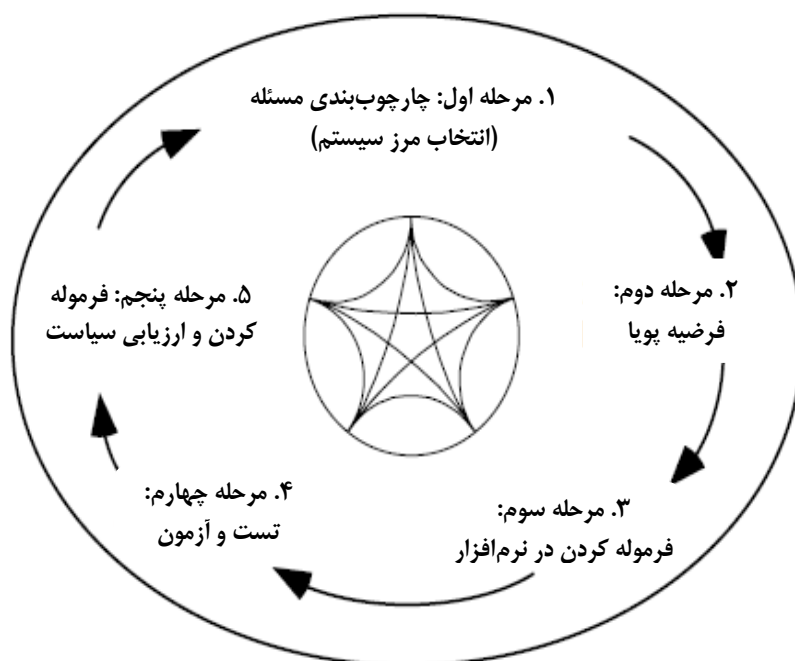 ۱. مرحله اول: چارچوب‌بندی مسئله
(انتخاب مرز سیستم)
۲. مرحله دوم:
فرضیه پویا
۳. مرحله سوم:
فرموله کردن در نرم‌افزار
۴. مرحله چهارم:
تست و آزمون
۵. مرحله پنجم: فرموله
کردن و ارزیابی سیاست